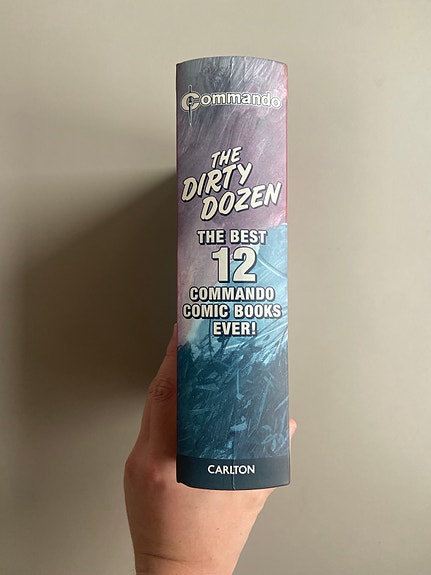 Commando
THE
DIRTY
DOZEN
THE BEST
12
COMMANDO
COMIC BOOKS
EVER!
CARLTON